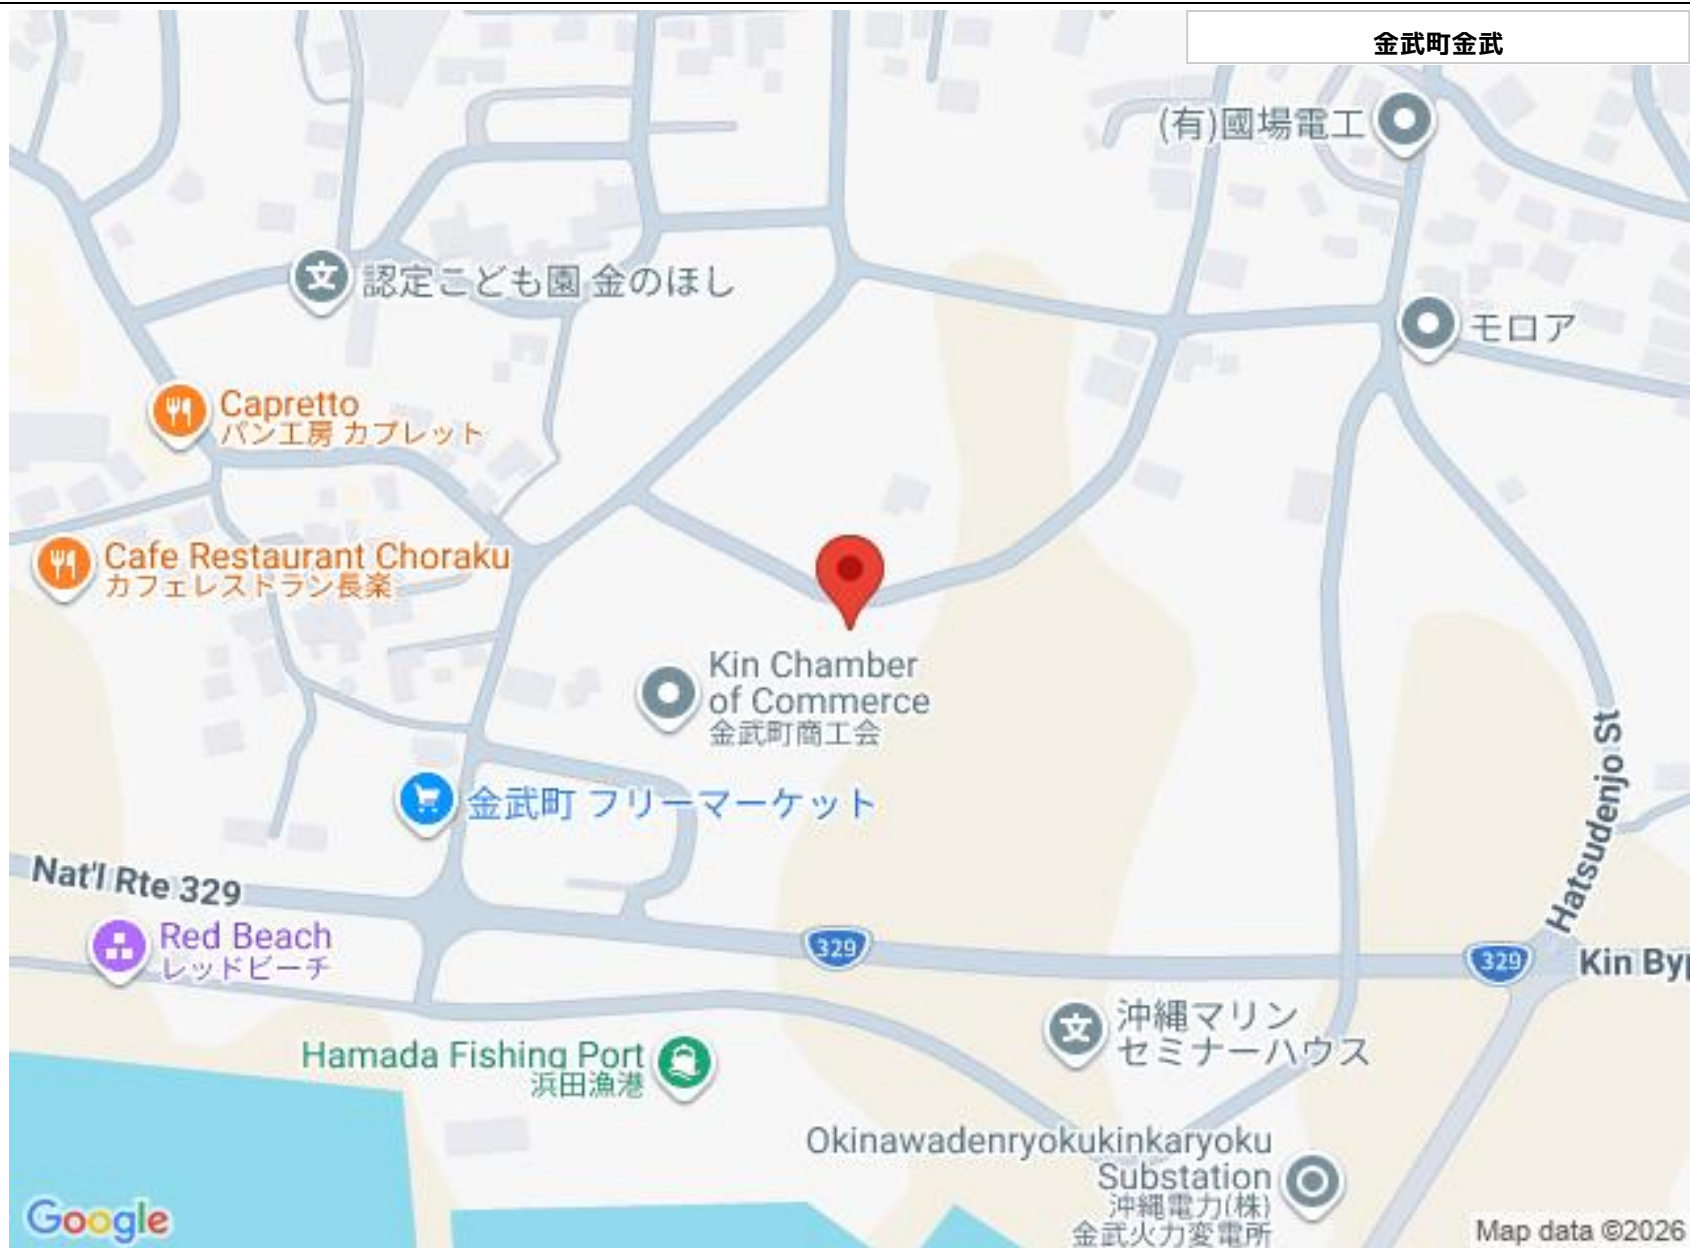 金武町金武
(有)國場電工
認定こども園 金のほし
モロア
Capretto
パン工房 カプレット
Cafe Restaurant Choraku
カフェレストラン長楽
Kin Chamber
of Commerce
金武町商工会
金武町 フリーマーケット
Hatsudenjo St
Nat'l Rte 329
Red Beach
レッドビーチ
329
329
Kin Byp
沖縄マリン
セミナーハウス
Hamada Fishing Port
浜田漁港
Okinawadenryokukinkaryoku
Substation
沖縄電力(株)
金武火力変電所
Google
Map data ©2026